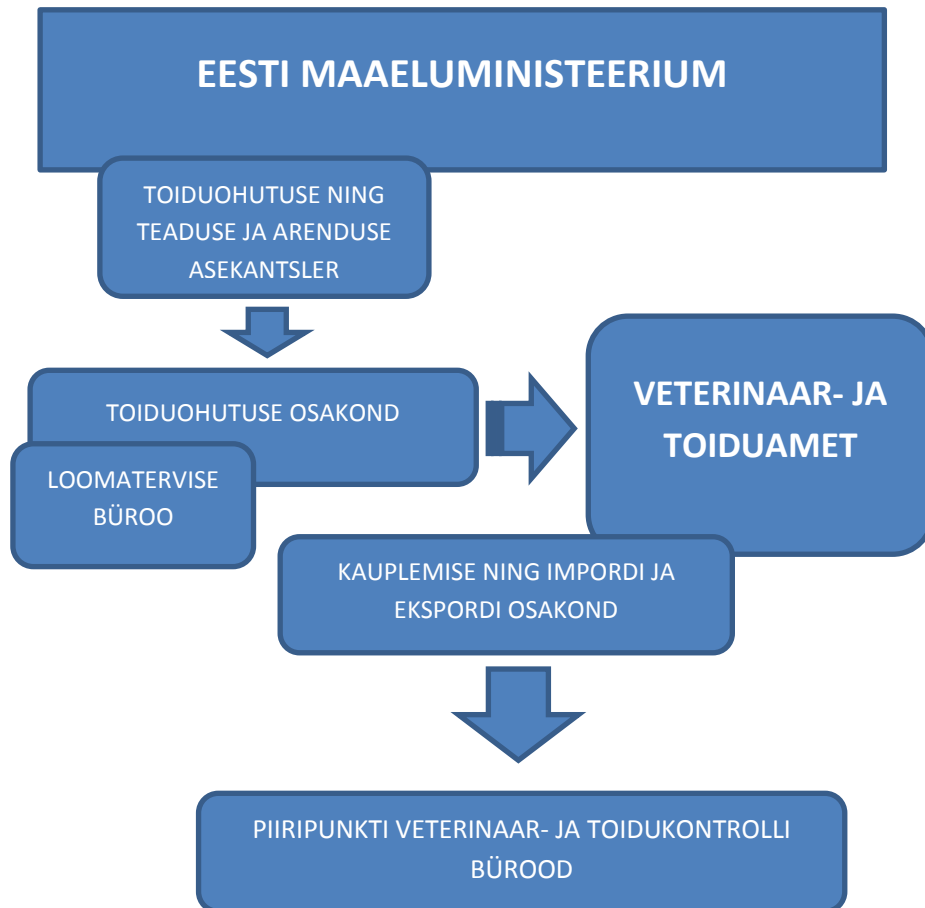 EESTI MAAELUMINISTEERIUM
TOIDUOHUTUSE NING
TEADUSE JA ARENDUSE
ASEKANTSLER
TOIDUOHUTUSE OSAKOND
LOOMATERVISE
BÜROO
VETERINAAR- JA
TOIDUAMET
KAUPLEMISE NING IMPORDI JA
EKSPORDI OSAKOND
PIIRIPUNKTI VETERINAAR- JA TOIDUKONTROLLI
BÜROOD